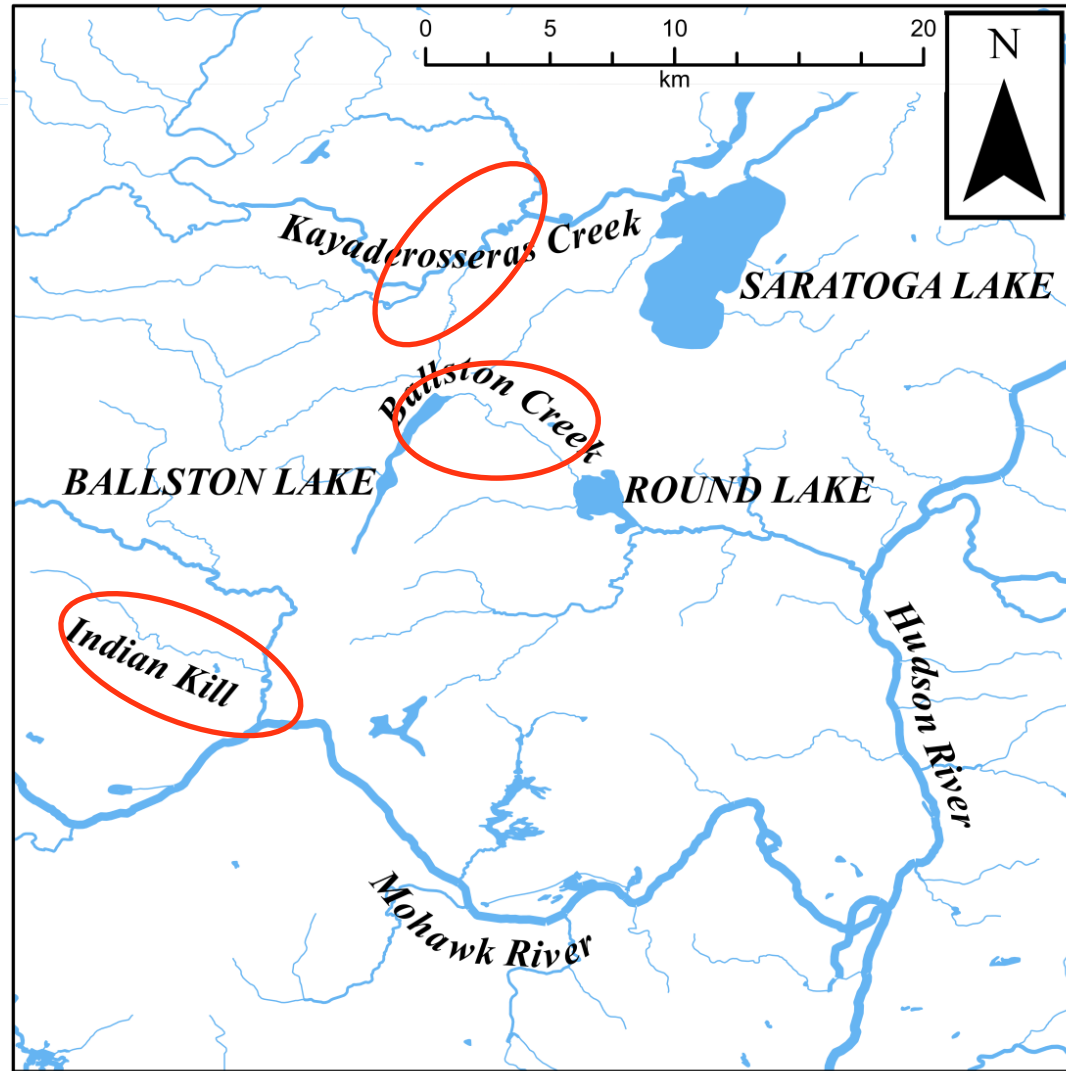 0 5 10 20
km
N
Kayaderosseras Creek
SARATOGA LAKE
Ballston Creek
BALLSTON LAKE
ROUND LAKE
Indian Kill
Hudson River
Mohawk River